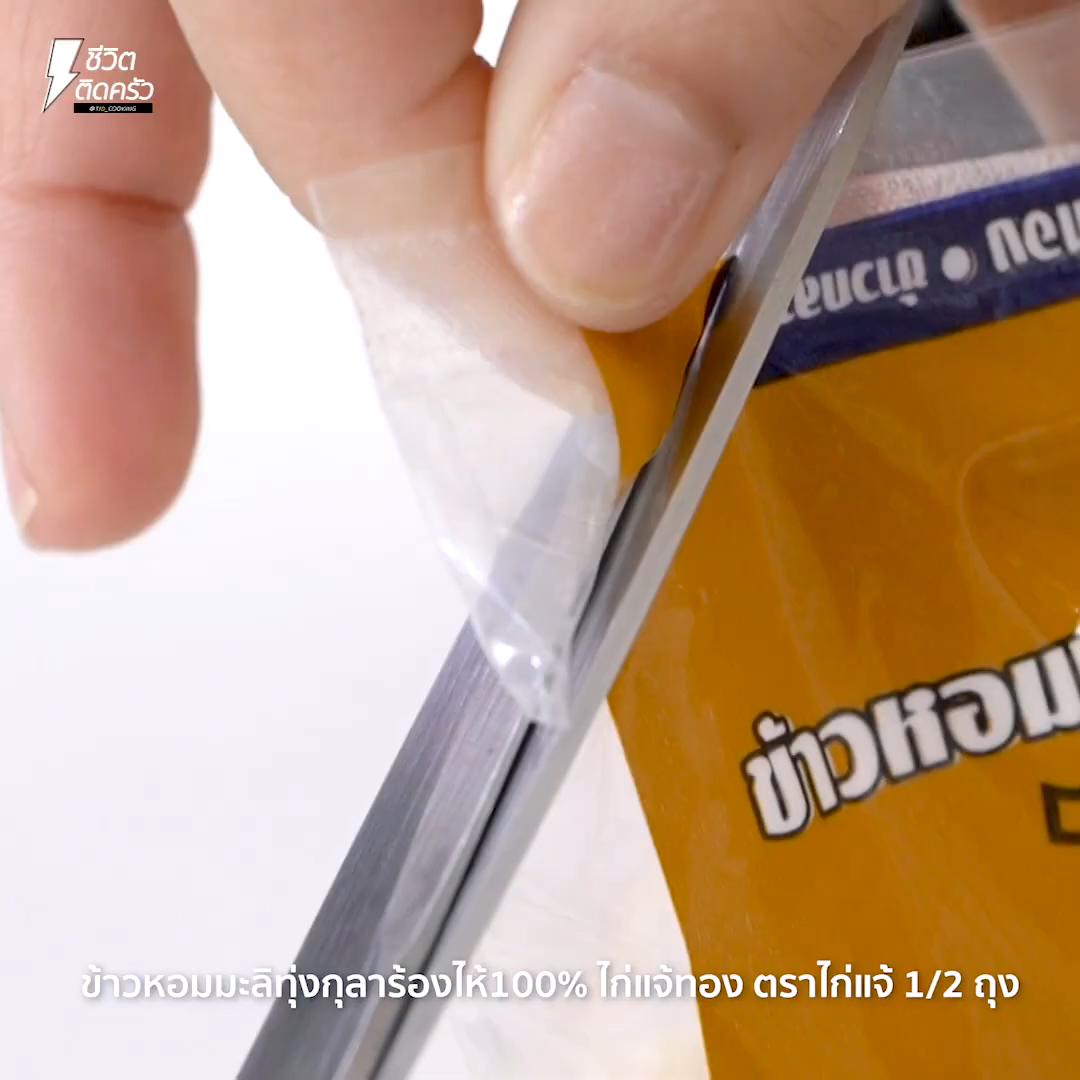 ชีวิต
ติดครัว
@TJD_COOKING
ข้าวหอม
ข้าวหอมมะลิทุ่งกุลาร้องไห้100% ไก่แจ้ทอง ตราไก่แจ้ 1/2 ถุง